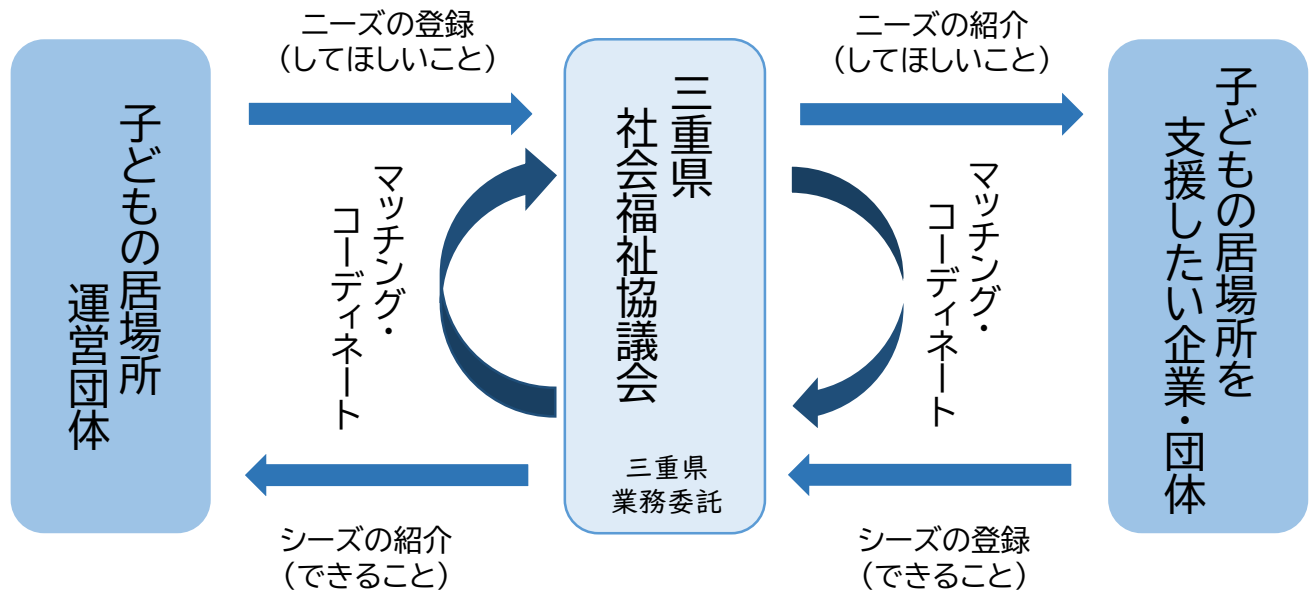 ニーズの登録
(してほしいこと)
ニーズの紹介
(してほしいこと)
子どもの居場所
運営団体
マッチング・
コーディネート
三重県
社会福祉協議会
三重県
業務委託
マッチング・
コーディネート
子どもの居場所を
支援したい企業・団体
シーズの紹介
(できること)
シーズの登録
(できること)